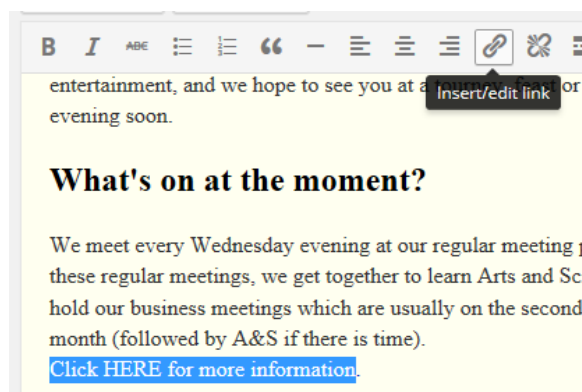 B I ABE
entertainment, and we hope to see you at a tourney, feast or
Insert/edit link
evening soon.
What's on at the moment?
We meet every Wednesday evening at our regular meeting
these regular meetings, we get together to learn Arts and Sc
hold our business meetings which are usually on the second
month (followed by A&S if there is time).
Click HERE for more information.